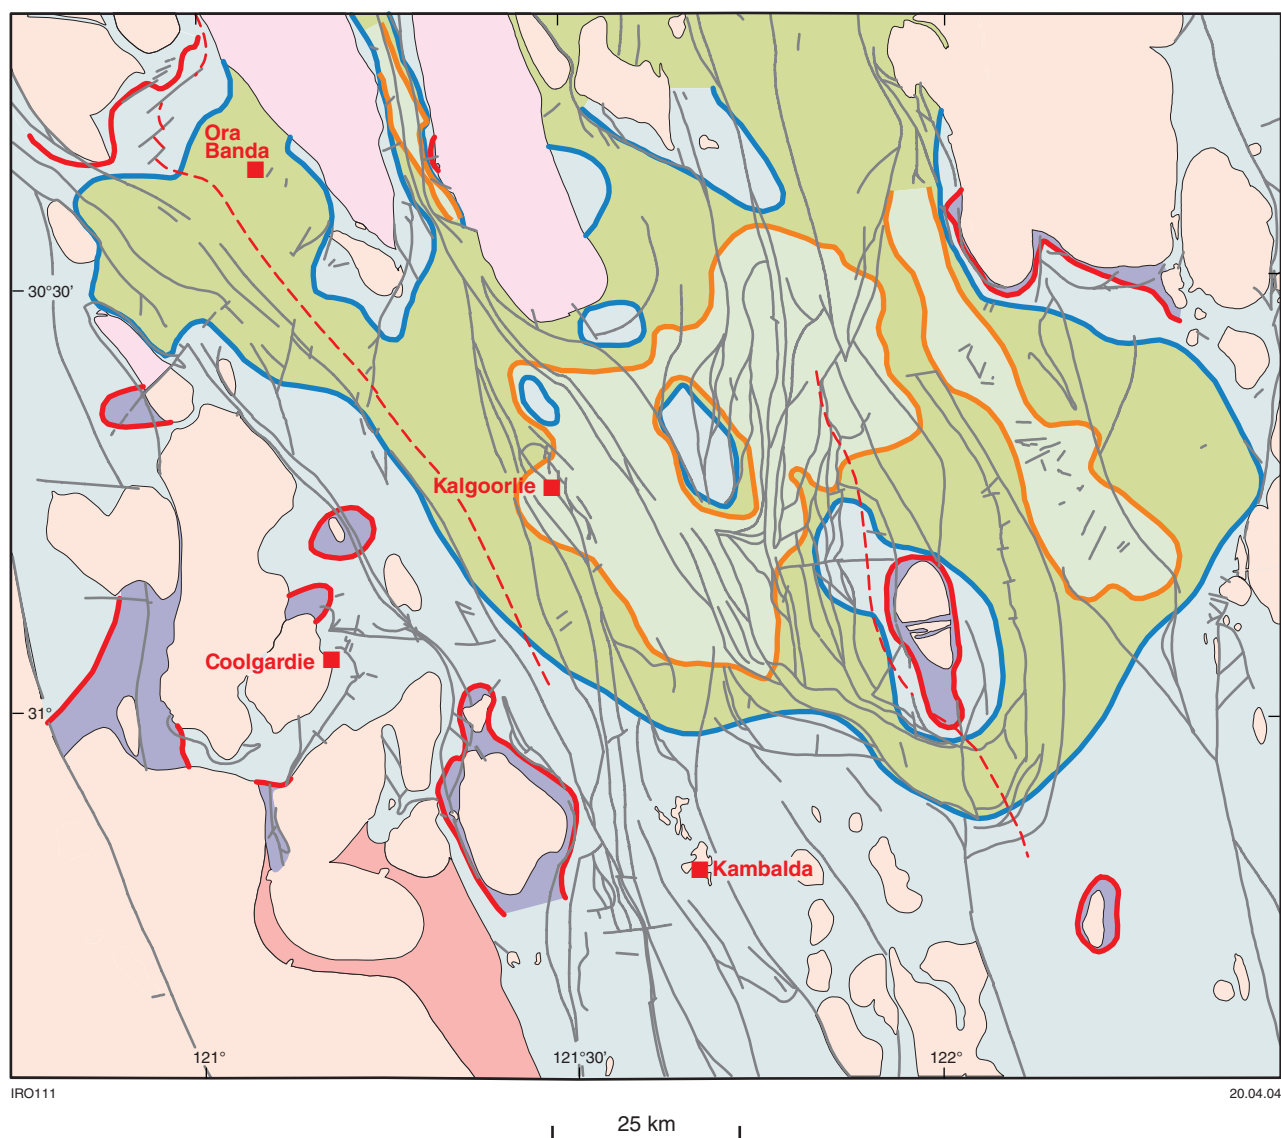 Ora
Banda
30°30’
Kalgoorlie
Coolgardie
31°
Kambalda
121°
121°30’
122°
IRO111
20.04.04
25 km